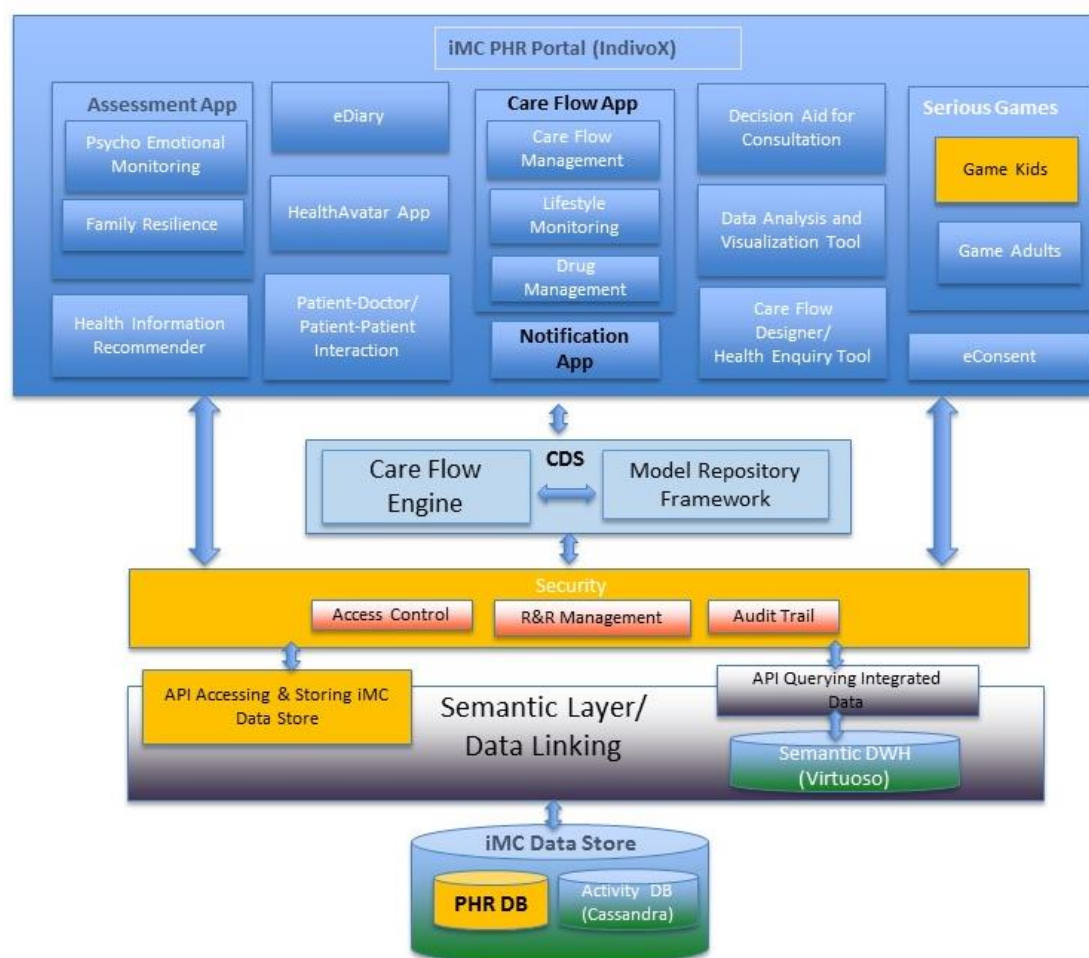 iMC PHR Portal (IndivoX)
Assessment App
Psycho Emotional
Monitoring
Family Resilience
Health Information
Recommender
eDiary
HealthAvatar App
Patient-Doctor/
Patient-Patient
Interaction
Care Flow App
Care Flow
Management
Lifestyle
Monitoring
Drug
Management
Notification
App
Decision Aid for
Consultation
Data Analysis and
Visualization Tool
Care Flow
Designer/
Health Enquiry Tool
Serious Games
Game Kids
Game Adults
eConsent
CDS
Care Flow
Engine
Model Repository
Framework
Security
Access Control
R&R Management
Audit Trail
API Accessing & Storing iMC
Data Store
Semantic Layer/
Data Linking
API Querying Integrated
Data
Semantic DWH
(Virtuoso)
iMC Data Store
PHR DB
Activity DB
(Cassandra)